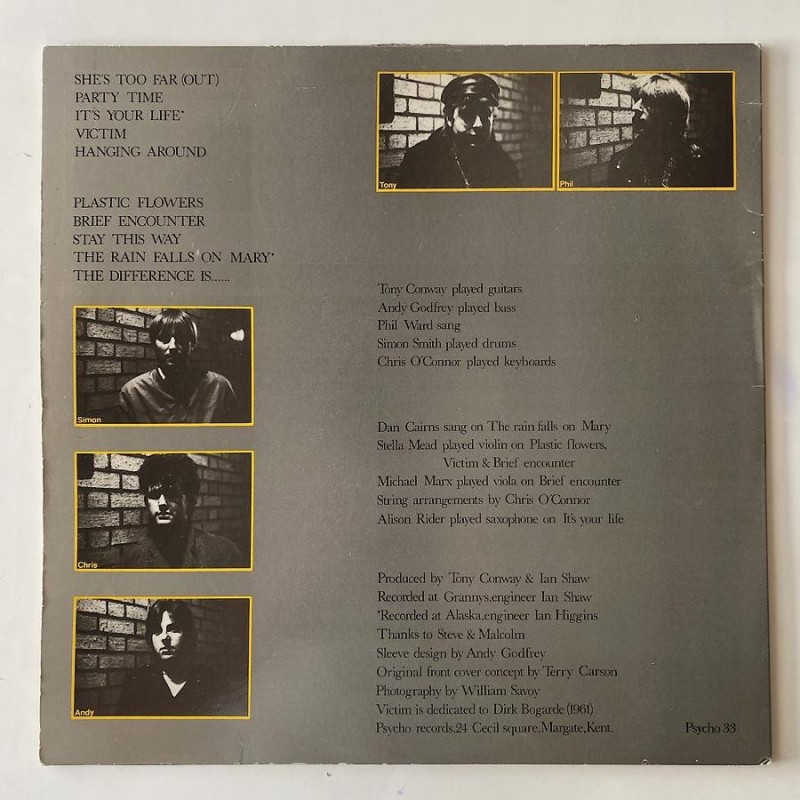 SHE'S TOO FAR (OUT)
PARTY TIME
IT'S YOUR LIFE*
VICTIM
HANGING AROUND
PLASTIC FLOWERS
BRIEF ENCOUNTER
STAY THIS WAY
THE RAIN FALLS ON MARY*
THE DIFFERENCE IS......
Simon
Chris
Andy
Tony
Phil
Tony Conway played guitars
Andy Godfrey played bass
Phil Ward sang
Simon Smith played drums
Chris O'Connor played keyboards
Dan Cairns sang on The rain falls on Mary
Stella Mead played violin on Plastic flowers,
Victim & Brief encounter
Michael Marx played viola on Brief encounter
String arrangements by Chris O'Connor
Alison Rider played saxophone on It's your life
Produced by Tony Conway & Ian Shaw
Recorded at Grannys,engineer Ian Shaw
*Recorded at Alaska,engineer Ian Higgins
Thanks to Steve & Malcolm
Sleeve design by Andy Godfrey
Original front cover concept by Terry Carson
Photography by William Savoy
Victim is dedicated to Dirk Bogarde (1961)
Psycho records,24 Cecil square,Margate,Kent.
Psycho 33